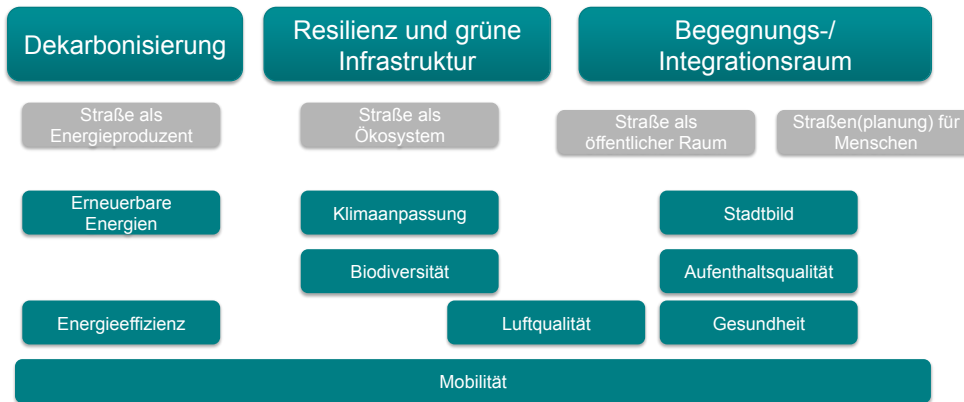 Dekarbonisierung
Resilienz und grüne
Infrastruktur
Begegnungs-/
Integrationsraum
Straße als
Energieproduzent
Straße als
Ökosystem
Straße als
öffentlicher Raum
Straßen(planung) für
Menschen
Erneuerbare
Energien
Klimaanpassung
Stadtbild
Biodiversität
Aufenthaltsqualität
Energieeffizienz
Luftqualität
Gesundheit
Mobilität